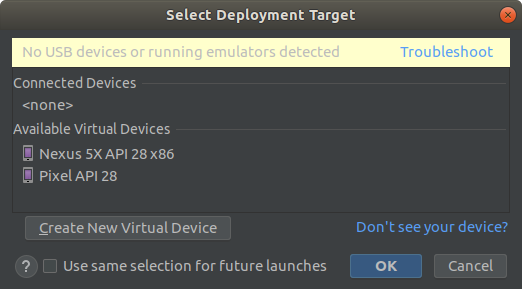 Select Deployment Target
No USB devices or running emulators detected Troubleshoot
Connected Devices
<none>
Available Virtual Devices
Nexus 5X API 28 x86
Pixel API 28
Create New Virtual Device Don't see your device?
? Use same selection for future launches OK Cancel